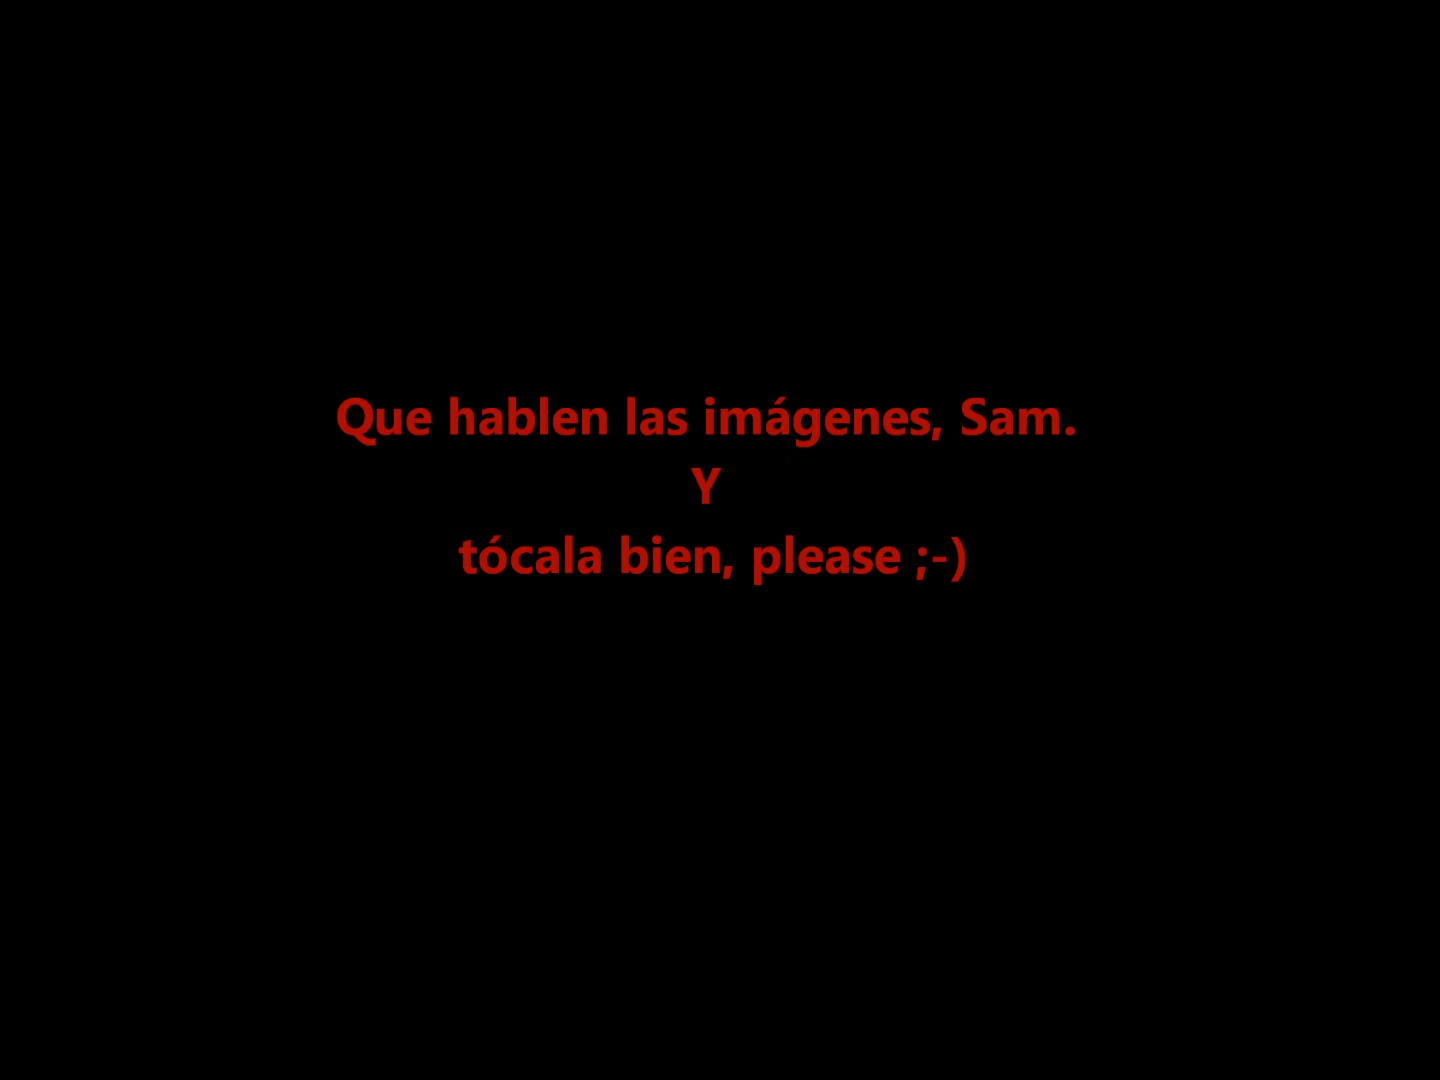 Que hablen las imágenes, Sam.
Y
tócala bien, please ;-)